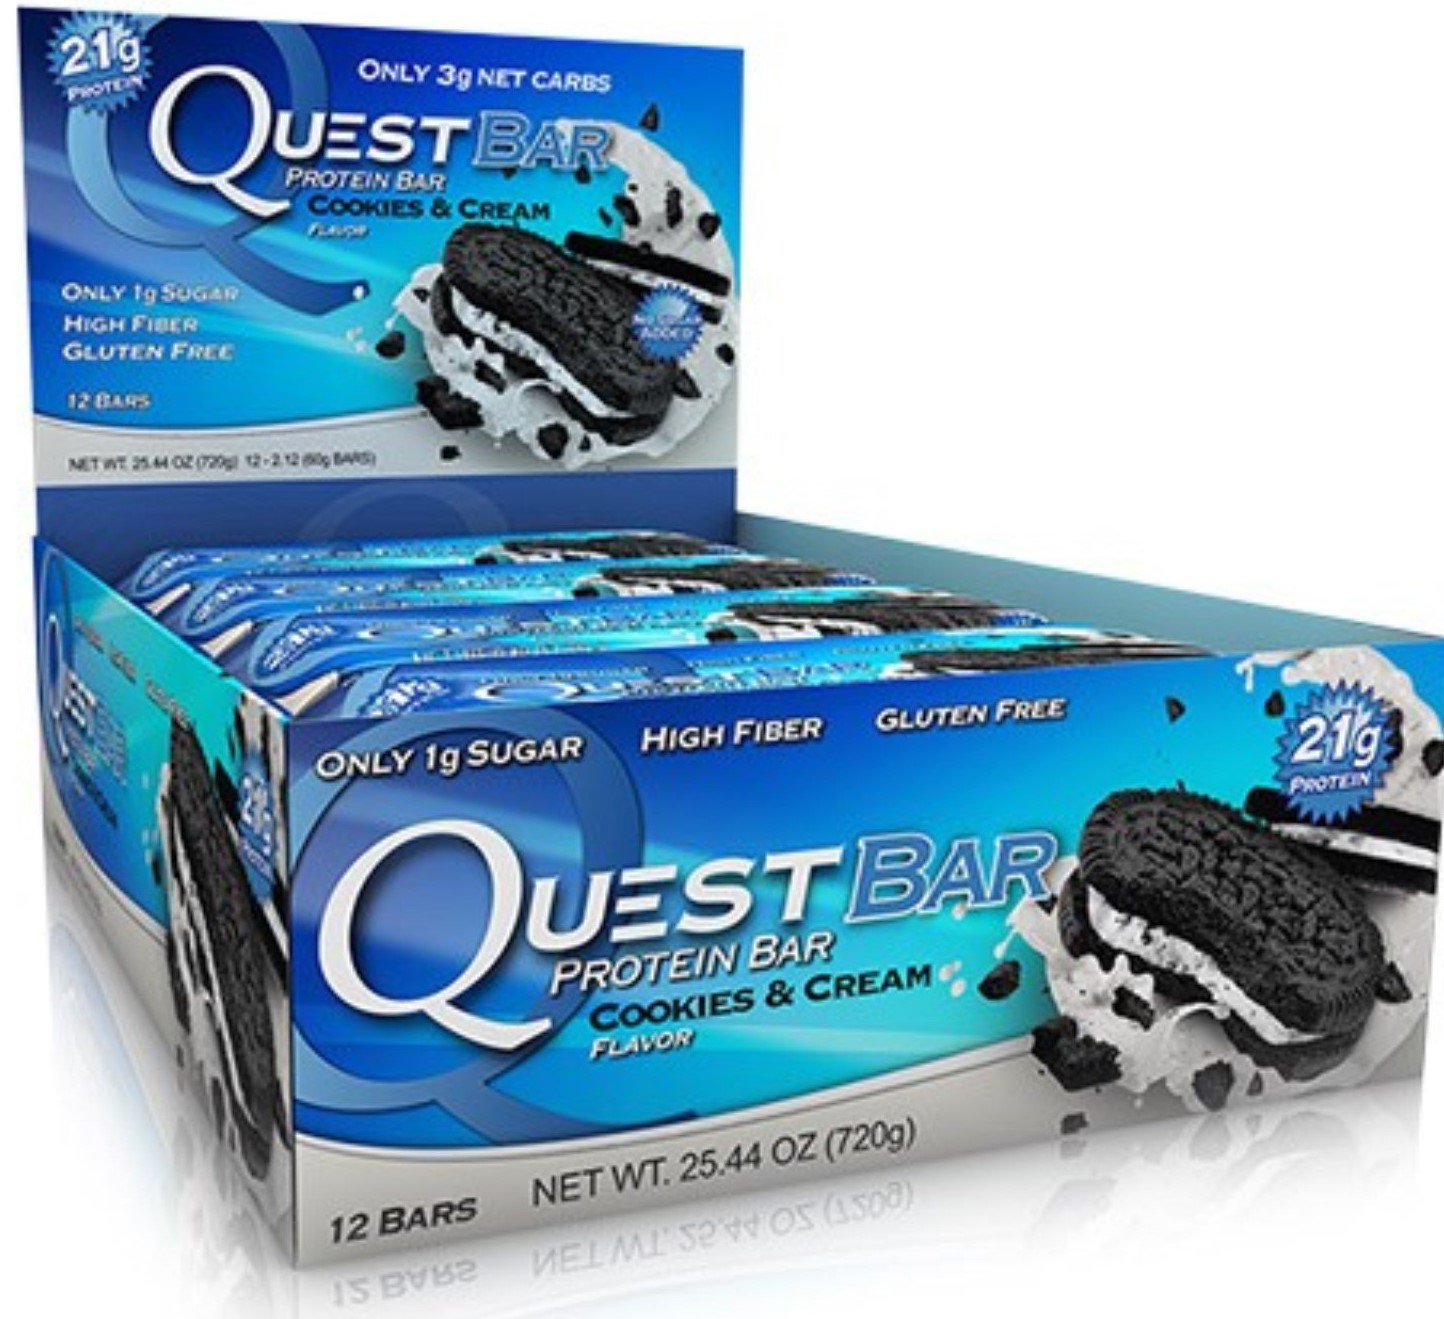 21g
PROTEIN
ONLY 3g NET CARBS
QUEST BAR
PROTEIN BAR
COOKIES & CREAM
FLAVOR
ONLY 1g SUGAR
HIGH FIBER
GLUTEN FREE
NO SUGAR
ADDED
12 BARS
NET WT. 25.44 OZ (720g) 12 - 2.12 (60g BARS)
ONLY 1g SUGAR HIGH FIBER GLUTEN FREE
21g
PROTEIN
QUEST BAR
PROTEIN BAR
COOKIES & CREAM
FLAVOR
12 BARS NET WT. 25.44 OZ (720g)